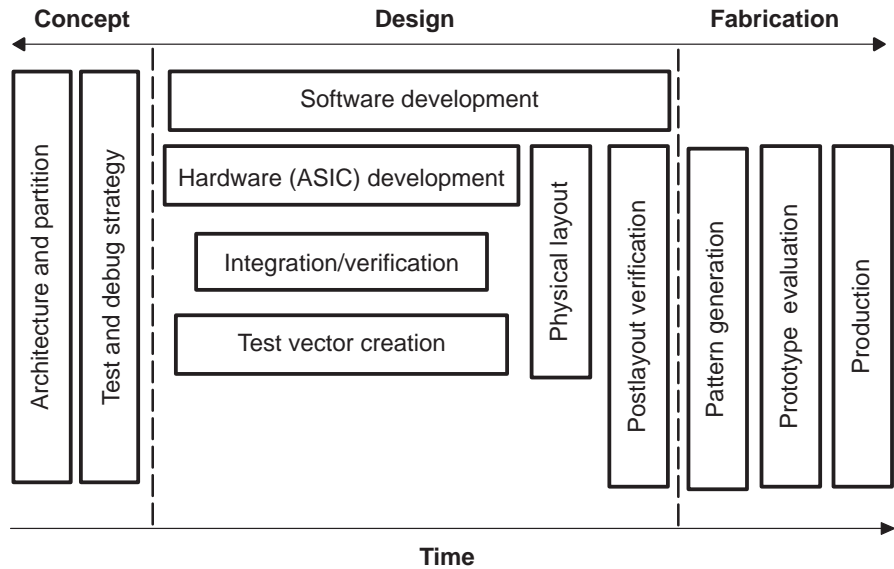 Concept
Design
Fabrication
Architecture and partition
Test and debug strategy
Software development
Hardware (ASIC) development
Integration/verification
Test vector creation
Physical layout
Postlayout verification
Pattern generation
Prototype evaluation
Production
Time